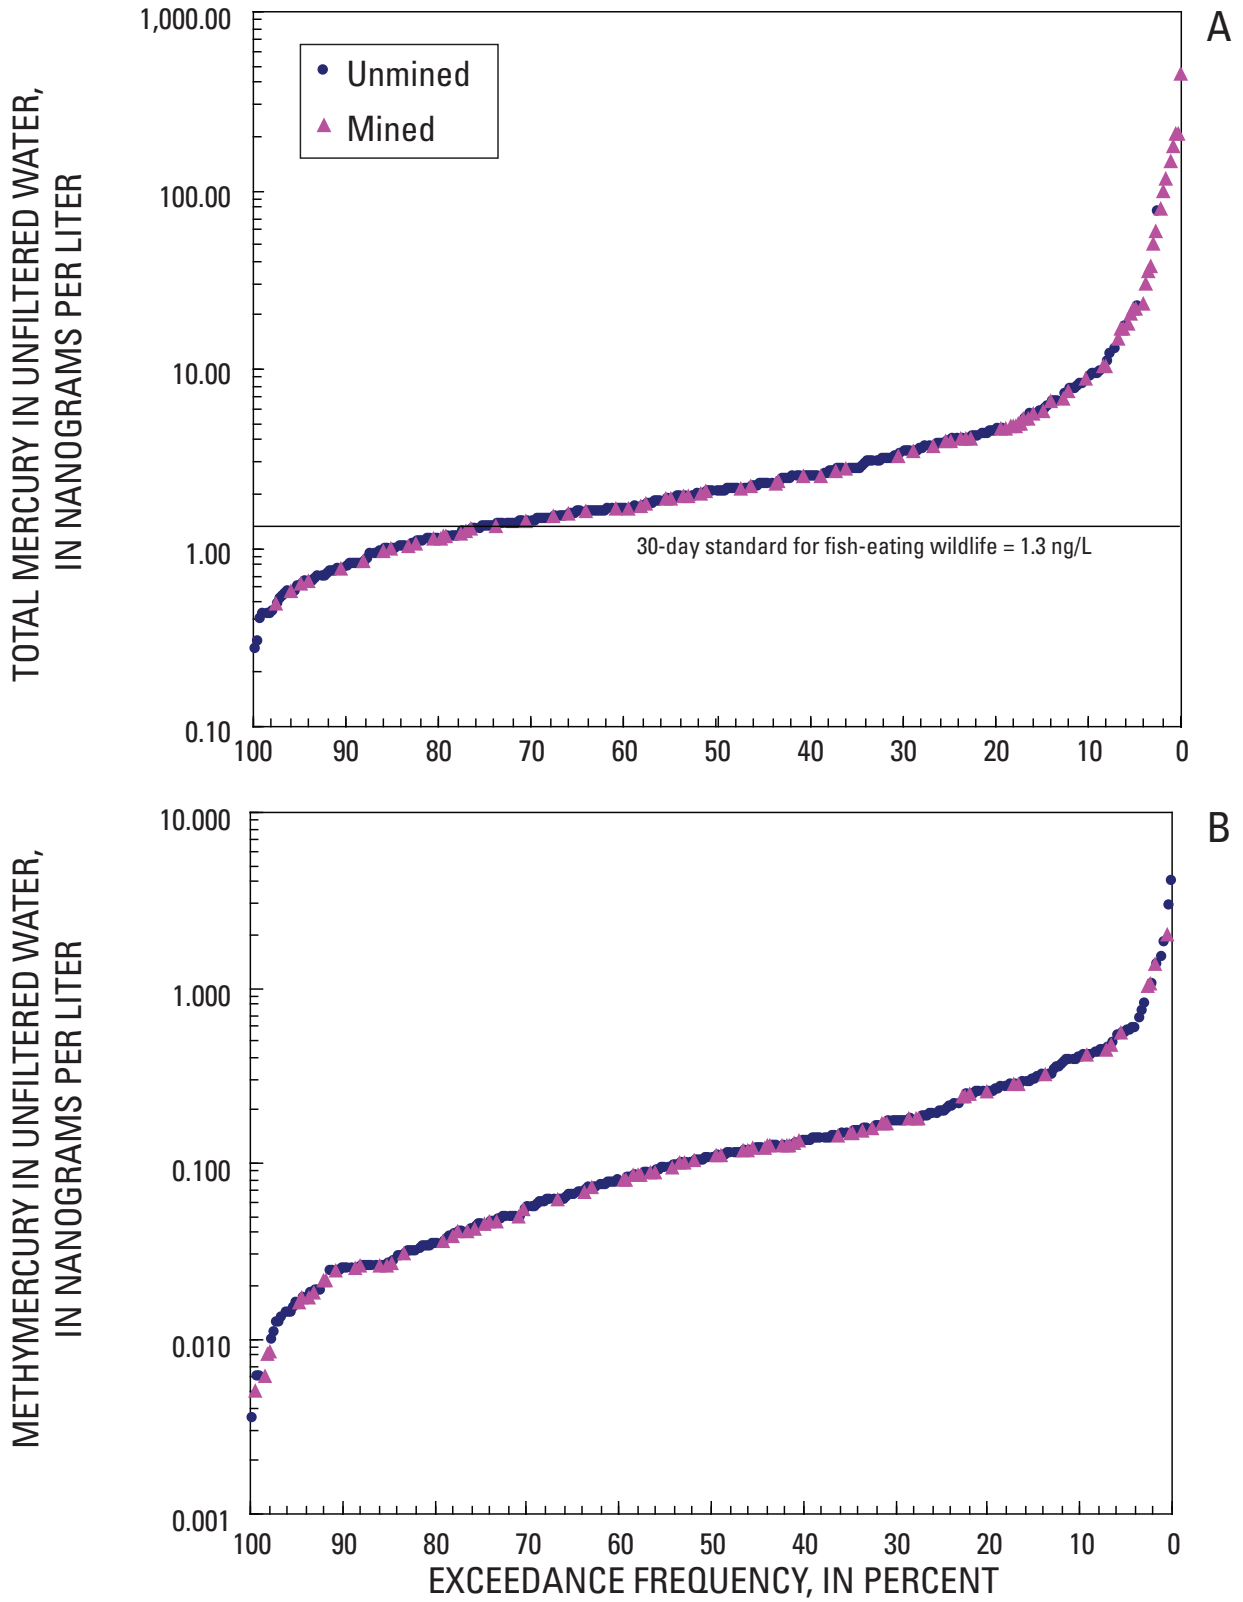 A
TOTAL MERCURY IN UNFILTERED WATER,
IN NANOGRAMS PER LITER
1,000.00
100.00
10.00
1.00
0.10
Unmined
Mined
30-day standard for fish-eating wildlife = 1.3 ng/L
100 90 80 70 60 50 40 30 20 10 0
B
METHYMERCURY IN UNFILTERED WATER,
IN NANOGRAMS PER LITER
10.000
1.000
0.100
0.010
0.001
100 90 80 70 60 50 40 30 20 10 0
EXCEEDANCE FREQUENCY, IN PERCENT